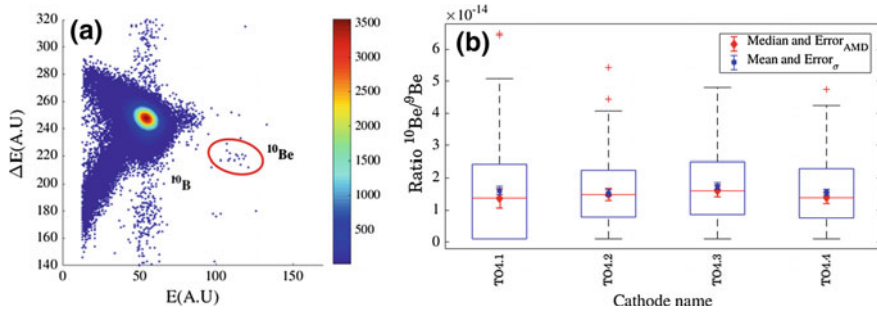 (a)
320
300
280
260
240
220
200
180
160
140
ΔE(A.U)
0
50
100
150
E(A.U)
¹⁰B
¹⁰Be
3500
3000
2500
2000
1500
1000
500
×10⁻¹⁴
(b)
6
5
4
3
2
1
0
Ratio ¹⁰Be/⁹Be
Median and Error_AMD
Mean and Error_σ
TO4.1
TO4.2
TO4.3
TO4.4
Cathode name